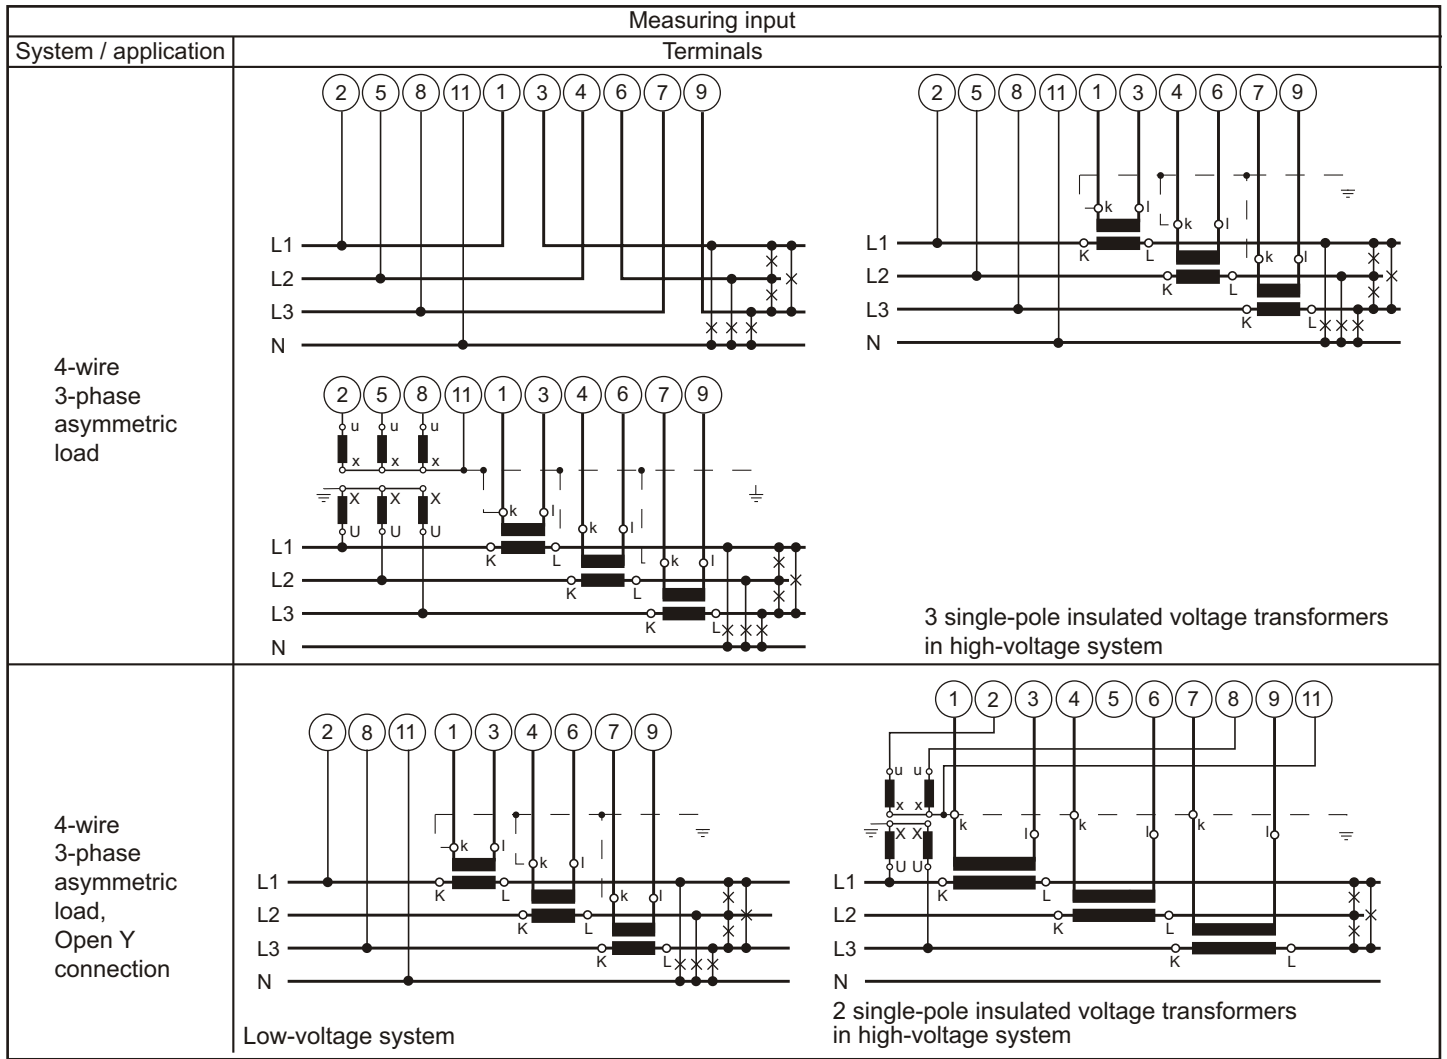 Measuring input
System / application
Terminals
4-wire
3-phase
asymmetric
load
2 5 8 11 1 3 4 6 7 9
k l
k l
k l
L1
K L
L2
L3
N
2 5 8 11 1 3 4 6 7 9
k l
k l
k l
L1
K L
L2
K L
L3
K L
N
2 5 8 11 1 3 4 6 7 9
u u u
x x x
X X X
U U U
k l
k l
k l
L1
K L
L2
K L
L3
K L
N
3 single-pole insulated voltage transformers
in high-voltage system
4-wire
3-phase
asymmetric
load,
Open Y
connection
2 8 11 1 3 4 6 7 9
k l
k l
k l
L1
K L
L2
K L
L3
K L
N
Low-voltage system
1 2 3 4 5 6 7 8 9 11
u u
x x
X X
U U
k l k l k l
L1
K L
L2
K L
L3
K L
N
2 single-pole insulated voltage transformers
in high-voltage system